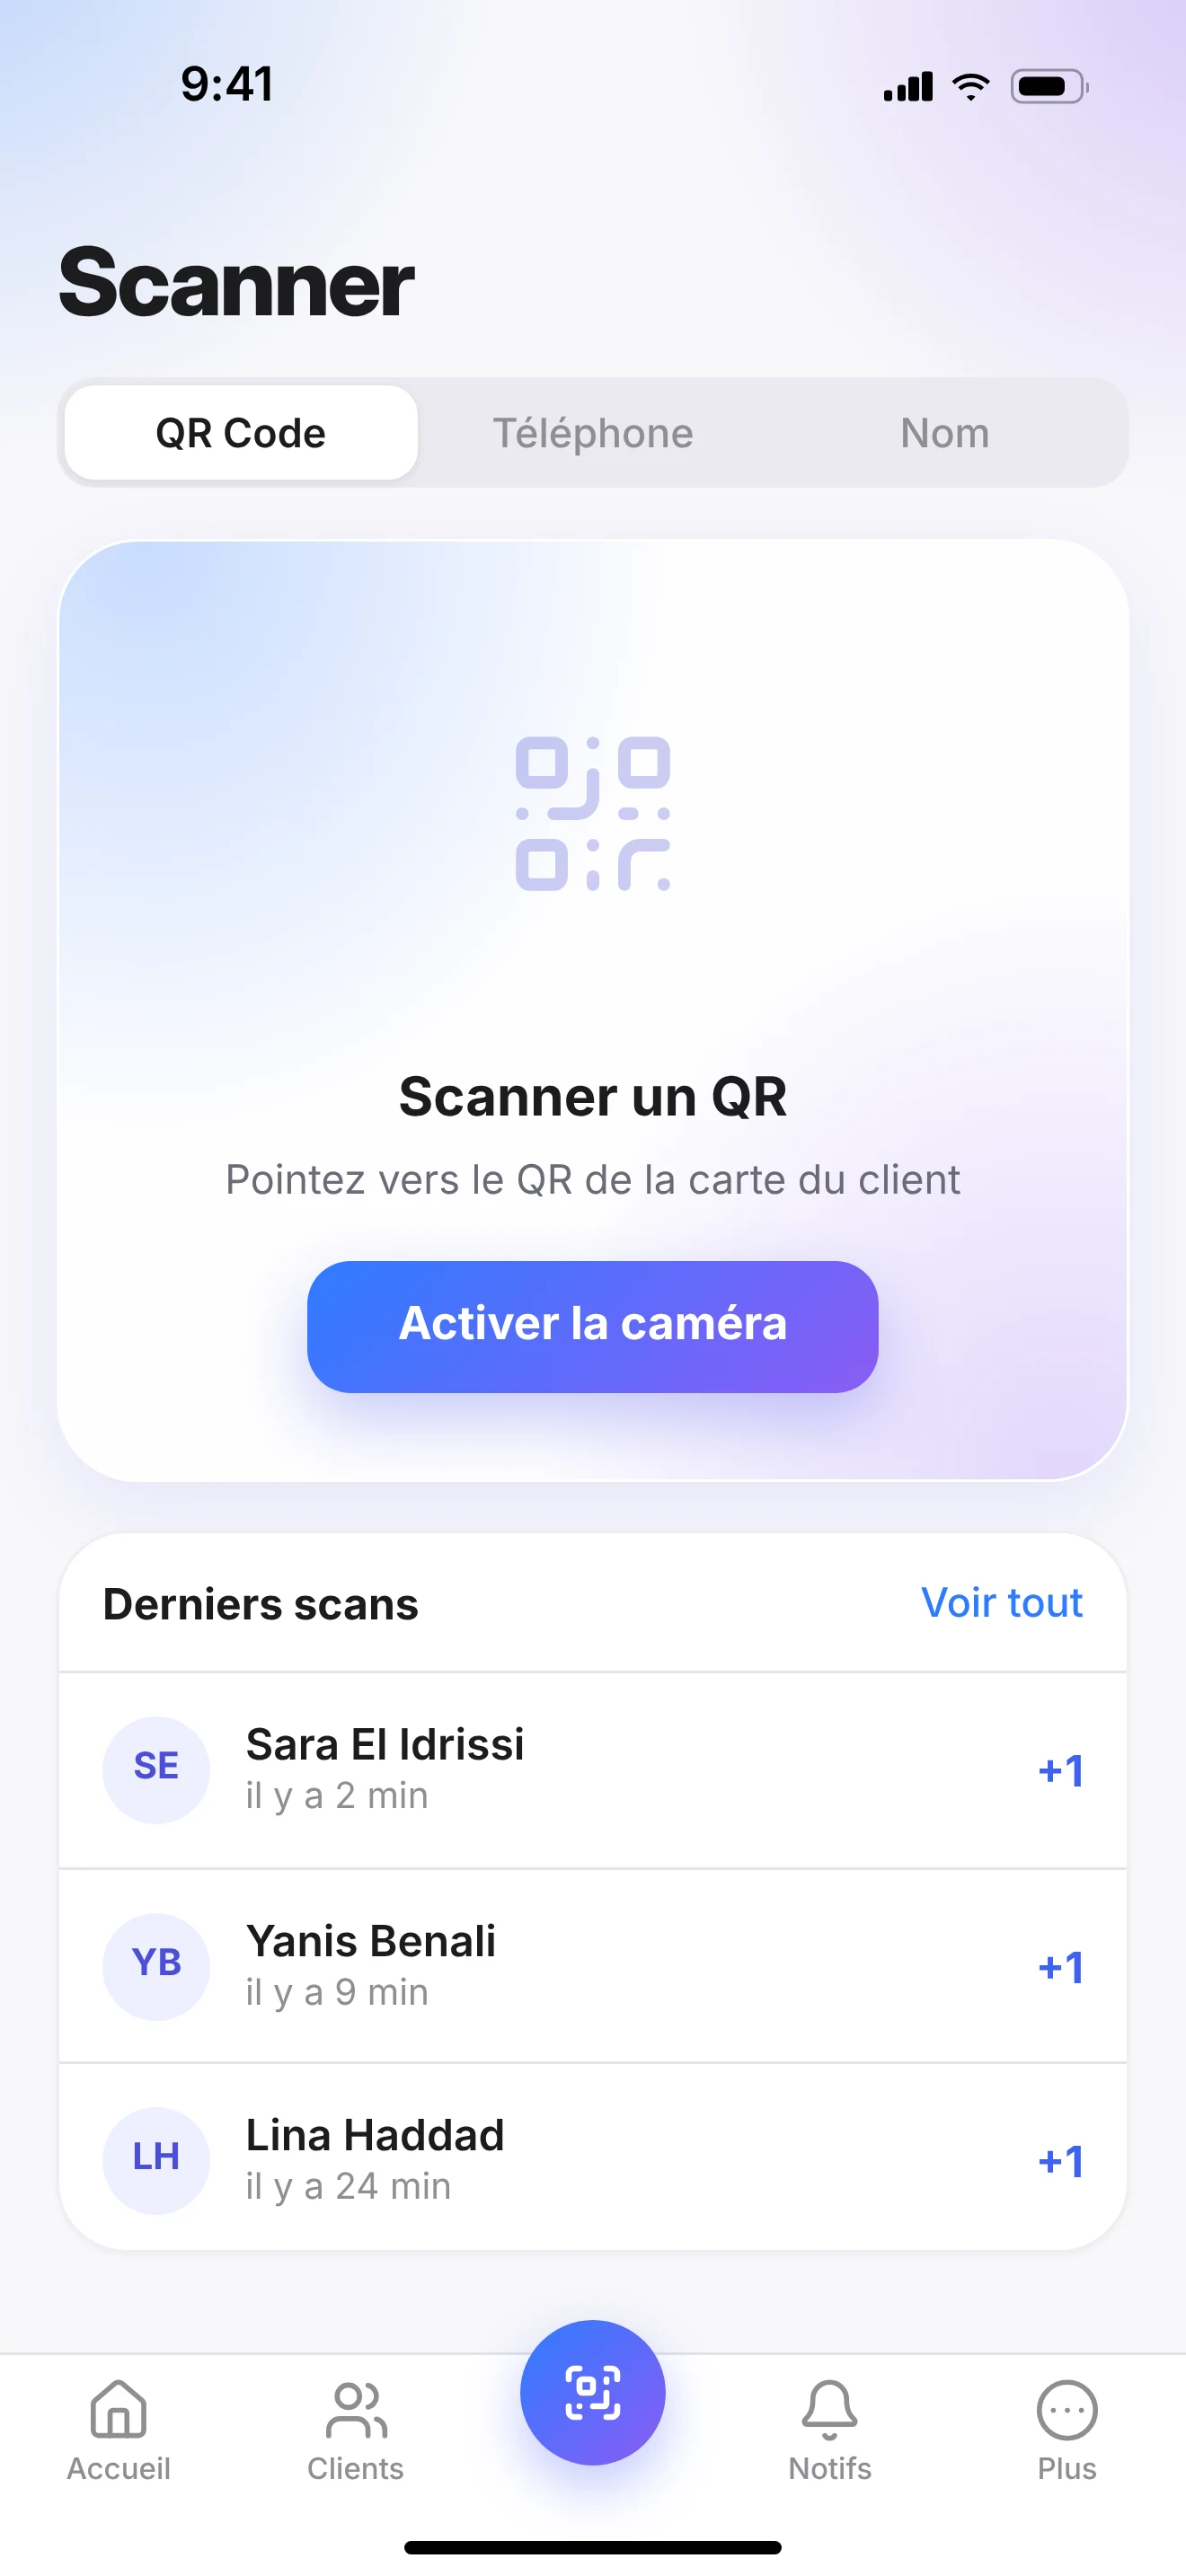 9:41
Scanner
QR Code
Téléphone
Nom
Scanner un QR
Pointez vers le QR de la carte du client
Activer la caméra
Derniers scans
Voir tout
SE
Sara El Idrissi
il y a 2 min
+1
YB
Yanis Benali
il y a 9 min
+1
LH
Lina Haddad
il y a 24 min
+1
Accueil
Clients
Notifs
Plus